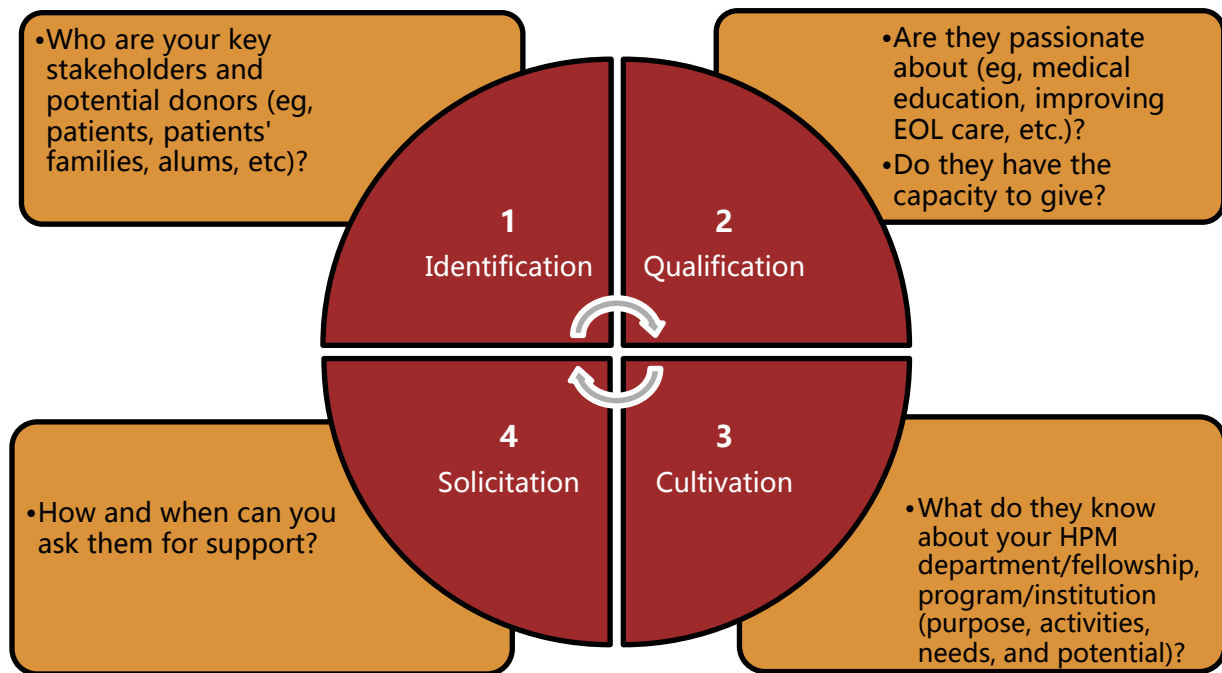 •Who are your key
stakeholders and
potential donors (eg,
patients, patients'
families, alums, etc)?
•Are they passionate
about (eg, medical
education, improving
EOL care, etc.)?
•Do they have the
capacity to give?
1
Identification
2
Qualification
4
Solicitation
3
Cultivation
•How and when can you
ask them for support?
•What do they know
about your HPM
department/fellowship,
program/institution
(purpose, activities,
needs, and potential)?